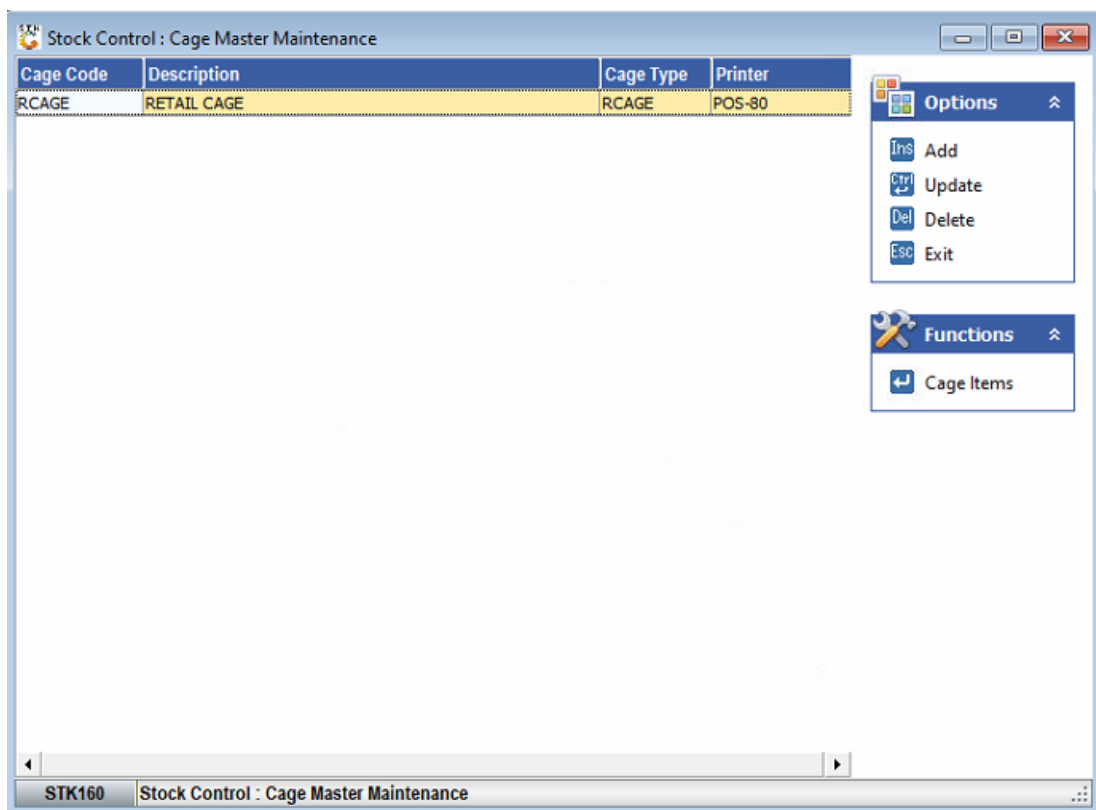 STK
Stock Control : Cage Master Maintenance
Cage Code Description Cage Type Printer
RCAGE RETAIL CAGE RCAGE POS-80
Options
Ins Add
Ctrl Update
Del Delete
Esc Exit
Functions
Cage Items
STK160 Stock Control : Cage Master Maintenance